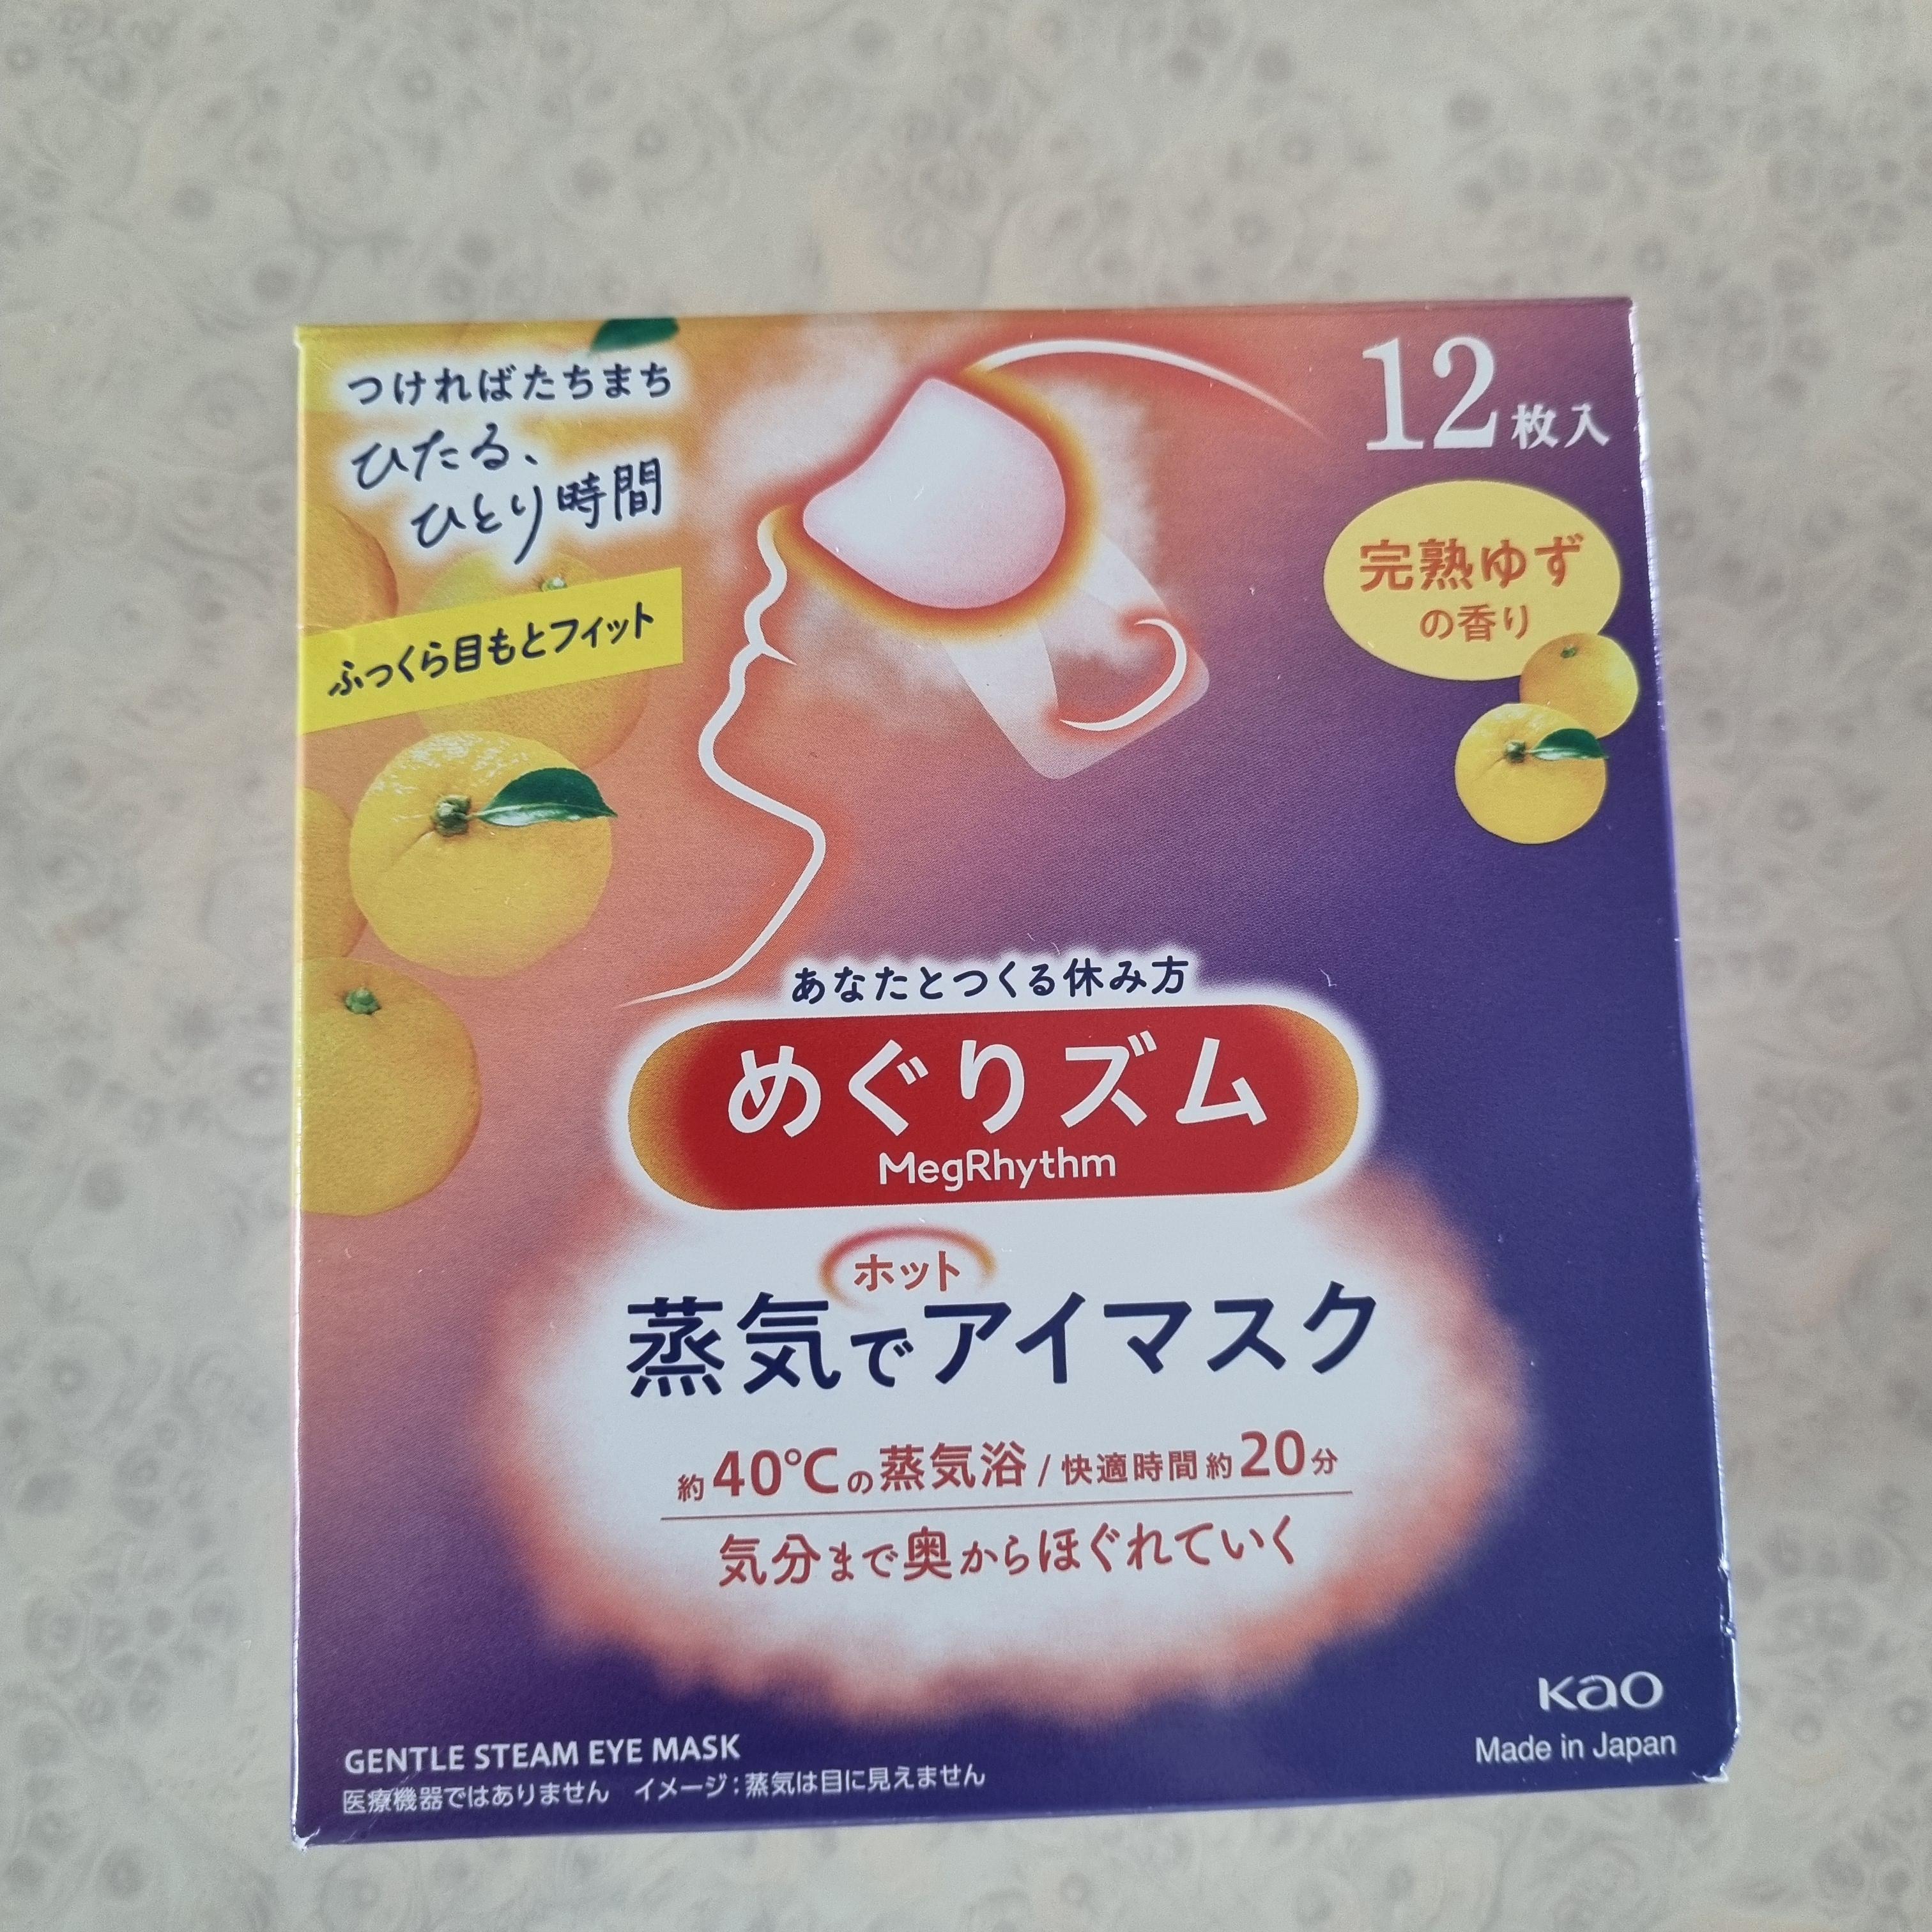 つければたちまち
ひたる、
ひとり時間
ふっくら目もとフィット
12枚入
完熟ゆず
の香り
あなたとつくる休み方
めぐりズム
MegRhythm
蒸気でホットアイマスク
約40℃の蒸気浴/快適時間約20分
気分まで奥からほぐれていく
Kao
Made in Japan
GENTLE STEAM EYE MASK
医療機器ではありません イメージ:蒸気は目に見えません